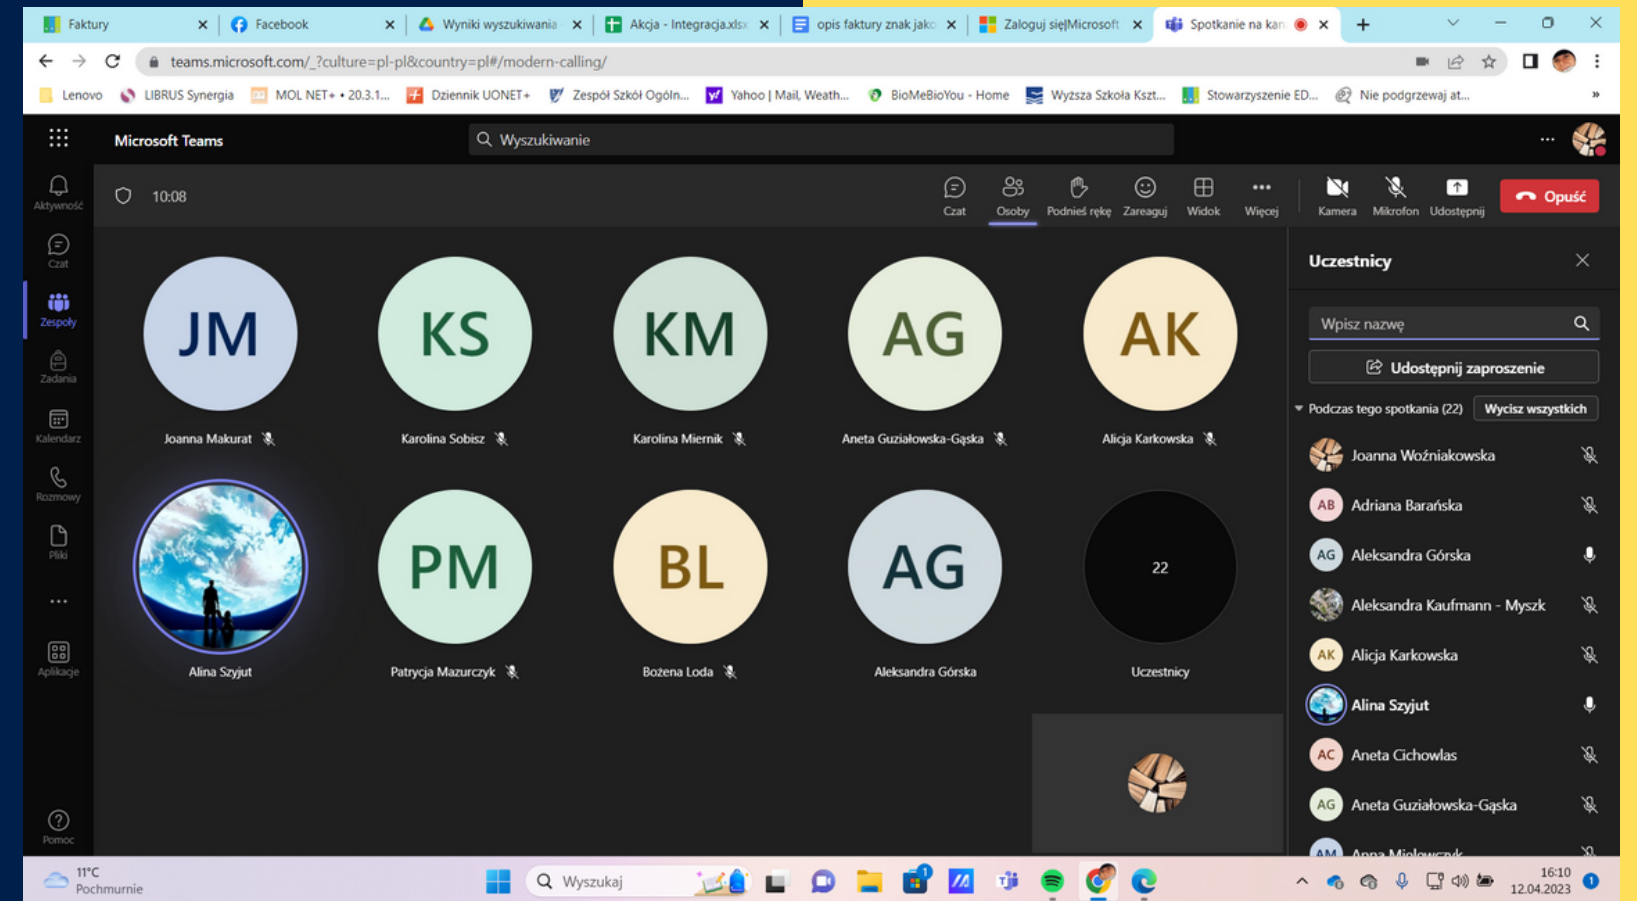 Faktury
Facebook
Wyniki wyszukiwania
Akcja - Integracja.xlsx
opis faktury znak jako
Zaloguj się|Microsoft
Spotkanie na kan
teams.microsoft.com/_?culture=pl-pl&country=pl#/modern-calling/
Lenovo
LIBRUS Synergia
MOL NET+ • 20.3.1...
Dziennik UONET+
Zespół Szkół Ogóln...
Yahoo | Mail, Weath...
BioMeBioYou - Home
Wyższa Szkoła Kszt...
Stowarzyszenie ED...
Nie podgrzewaj at...
»
Microsoft Teams
Wyszukiwanie
10:08
Czat
Osoby
Podnieś rękę
Zareaguj
Widok
Więcej
Kamera
Mikrofon
Udostępnij
Opuść
Aktywność
Czat
Zespoły
Zadania
Kalendarz
Rozmowy
Pliki
Aplikacje
Pomoc
JM
KS
KM
AG
AK
Joanna Makurat
Karolina Sobisz
Karolina Miernik
Aneta Guziałowska-Gąska
Alicja Karkowska
PM
BL
AG
22
Alina Szyjut
Patrycja Mazurczyk
Bożena Loda
Aleksandra Górska
Uczestnicy
Uczestnicy
Wpisz nazwę
Udostępnij zaproszenie
Podczas tego spotkania (22)
Wycisz wszystkich
Joanna Woźniakowska
AB Adriana Barańska
AG Aleksandra Górska
Aleksandra Kaufmann - Myszk
AK Alicja Karkowska
Alina Szyjut
AC Aneta Cichowlas
AG Aneta Guziałowska-Gąska
AM Anna Mielewczyk
11°C
Pochmurnie
Wyszukaj
16:10
12.04.2023